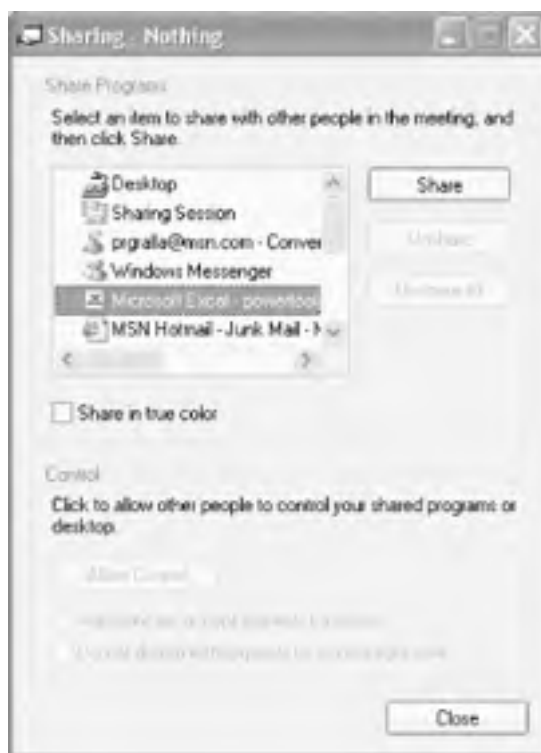 Sharing - Nothing
Share Programs
Select an item to share with other people in the meeting, and
then click Share.
Desktop
Sharing Session
prgralla@msn.com - Conver
Windows Messenger
Microsoft Excel - powertool
MSN Hotmail - Junk Mail - M
Share
Unshare
Unshare All
Share in true color
Control
Click to allow other people to control your shared programs or
desktop.
Allow Control
Close